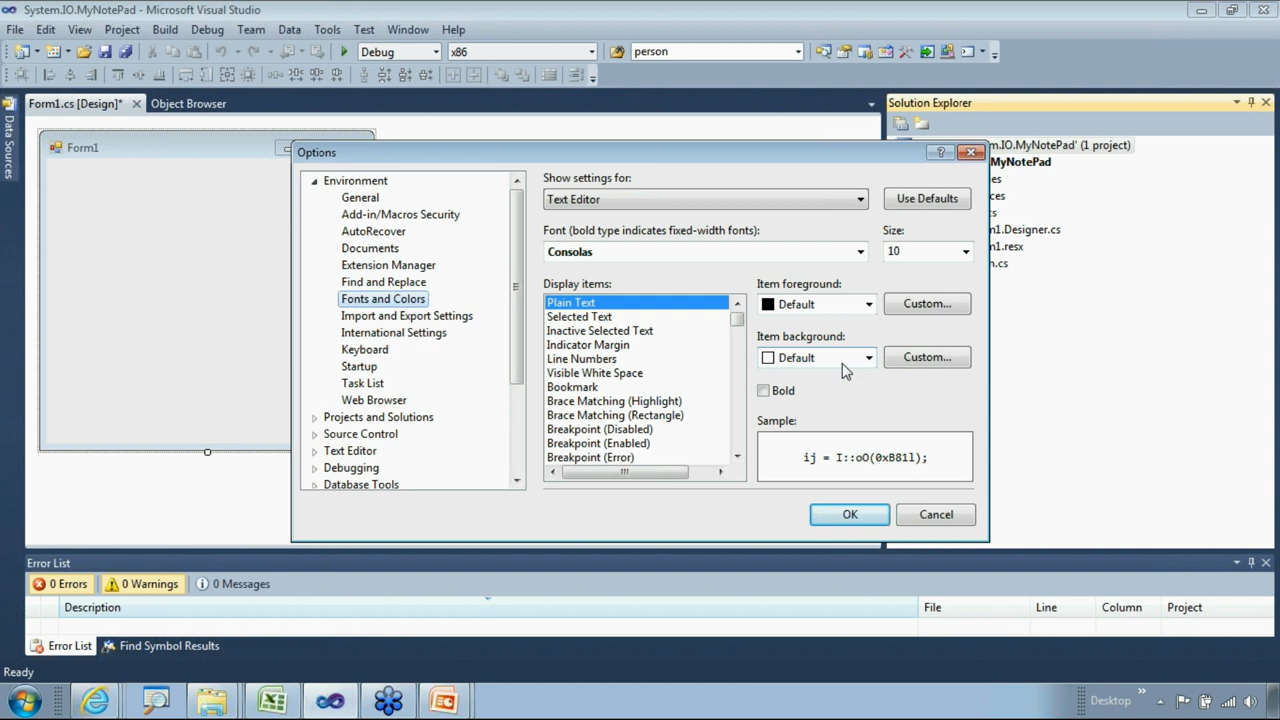 System.IO.MyNotePad - Microsoft Visual Studio
File Edit View Project Build Debug Team Data Tools Test Window Help
Debug x86 person
Form1.cs [Design]* Object Browser
Solution Explorer
Data Sources
Form1
m.IO.MyNotePad' (1 project)
MyNotePad
es
ces
cs
m1.Designer.cs
m1.resx
m.cs
Options
Environment
General
Add-in/Macros Security
AutoRecover
Documents
Extension Manager
Find and Replace
Fonts and Colors
Import and Export Settings
International Settings
Keyboard
Startup
Task List
Web Browser
Projects and Solutions
Source Control
Text Editor
Debugging
Database Tools
Show settings for:
Text Editor
Use Defaults
Font (bold type indicates fixed-width fonts):
Size:
Consolas
10
Display items:
Plain Text
Selected Text
Inactive Selected Text
Indicator Margin
Line Numbers
Visible White Space
Bookmark
Brace Matching (Highlight)
Brace Matching (Rectangle)
Breakpoint (Disabled)
Breakpoint (Enabled)
Breakpoint (Error)
Item foreground:
Default
Custom...
Item background:
Default
Custom...
Bold
Sample:
ij = I::oO(0xB81l);
OK Cancel
Error List
0 Errors 0 Warnings 0 Messages
Description File Line Column Project
Error List Find Symbol Results
Ready
Desktop